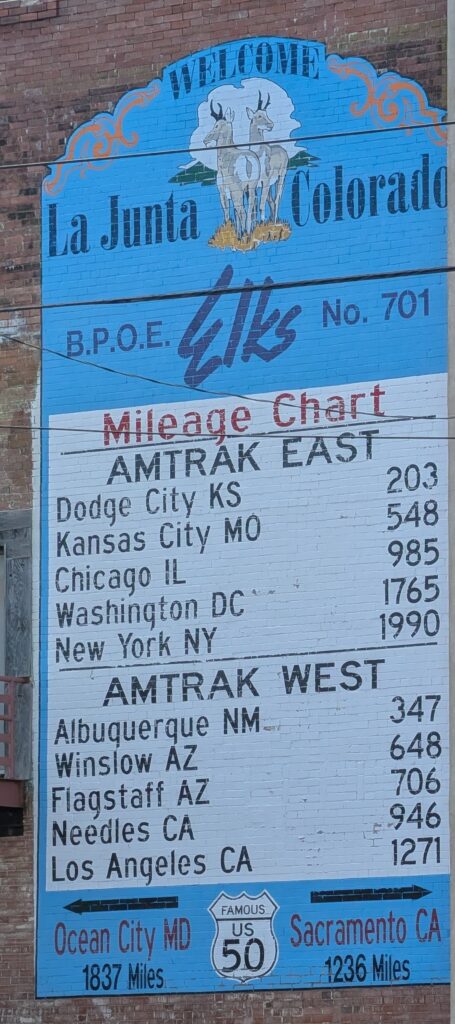 WELCOME
La Junta Colorado
B.P.O.E. Elks No. 701
Mileage Chart
AMTRAK EAST
Dodge City KS 203
Kansas City MO 548
Chicago IL 985
Washington DC 1765
New York NY 1990
AMTRAK WEST
Albuquerque NM 347
Winslow AZ 648
Flagstaff AZ 706
Needles CA 946
Los Angeles CA 1271
Ocean City MD
1837 Miles
FAMOUS
US
50
Sacramento CA
1236 Miles